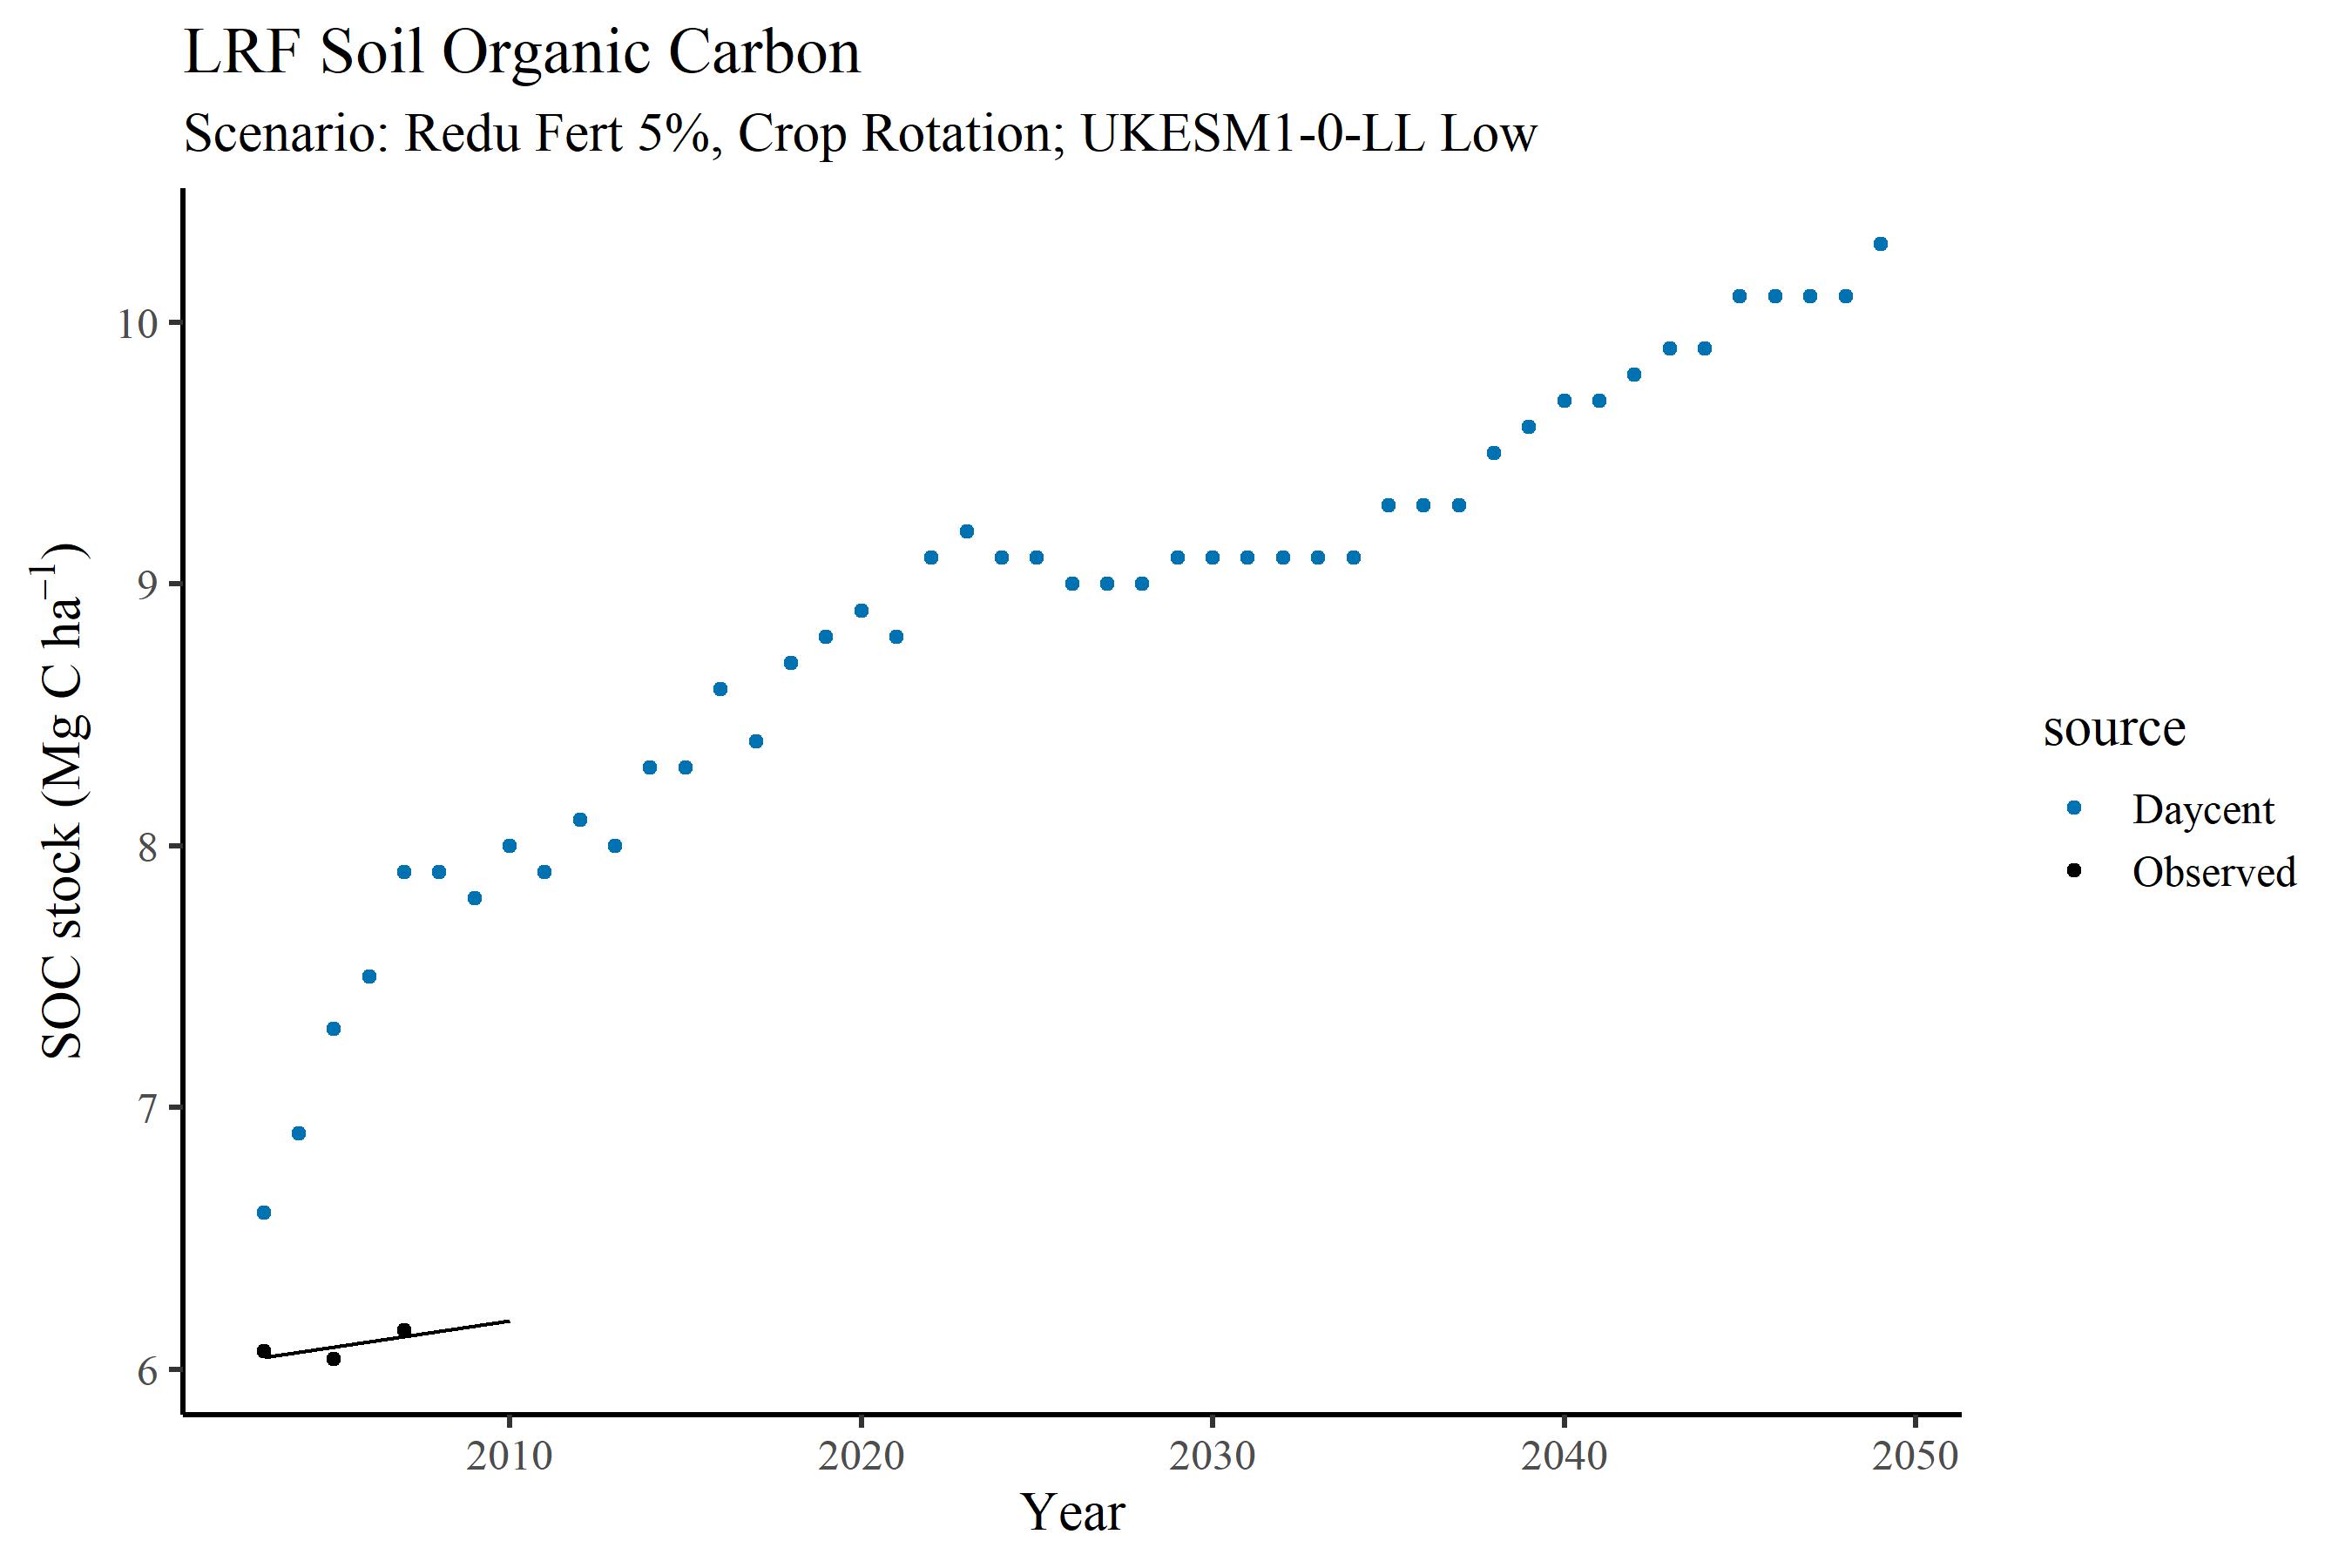 LRF Soil Organic Carbon
Scenario: Redu Fert 5%, Crop Rotation; UKESM1-0-LL Low
SOC stock (Mg C ha⁻¹)
10
9
8
7
6
2010 2020 2030 2040 2050
Year
source
Daycent
Observed